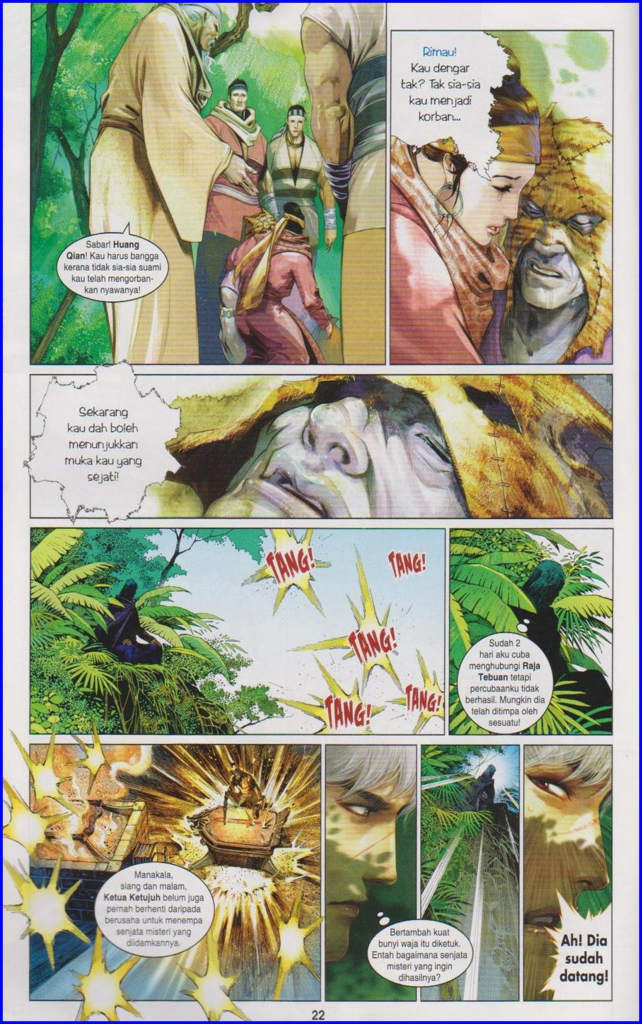 Sabar! Huang
Qian! Kau harus bangga
kerana tidak sia-sia suami
kau telah mengorban-
kan nyawanya!
Rimau!
Kau dengar
tak? Tak sia-sia
kau menjadi
korban...
Sekarang
kau dah boleh
menunjukkan
muka kau yang
sejati!
TANG!
TANG!
TANG!
TANG!
TANG!
Sudah 2
hari aku cuba
menghubungi Raja
Tebuan tetapi
percubaanku tidak
berhasil. Mungkin dia
telah ditimpa oleh
sesuatu!
Manakala,
siang dan malam,
Ketua Ketujuh belum juga
pernah berhenti daripada
berusaha untuk menempa
senjata misteri yang
diidamkannya.
Bertambah kuat
bunyi waja itu diketuk.
Entah bagaimana senjata
misteri yang ingin
dihasilnya?
Ah! Dia
sudah
datang!
22